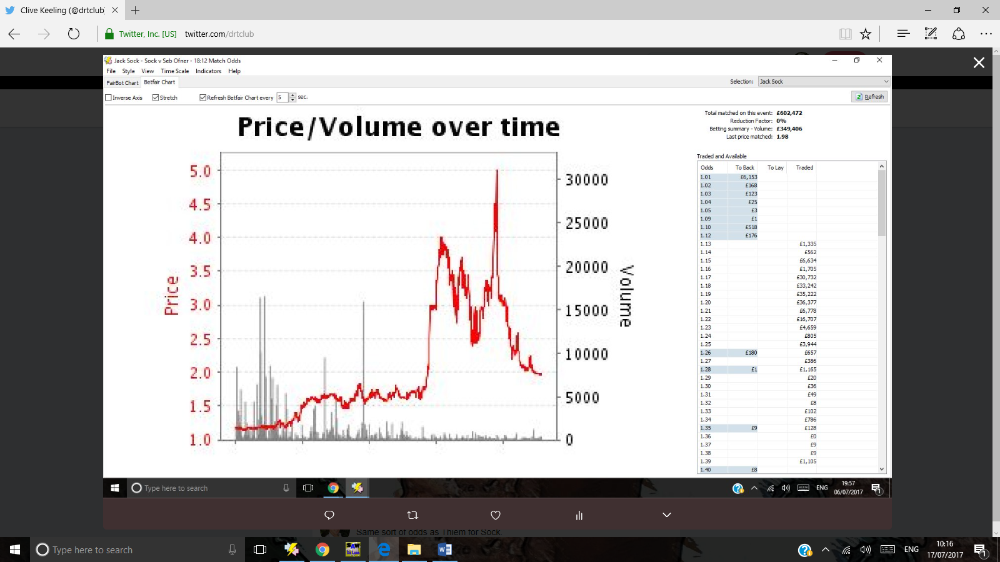 Clive Keeling (@drtclub)
Twitter, Inc. [US] twitter.com/drtclub
Jack Sock - Sock v Seb Ofner - 18:12 Match Odds
File Style View Time Scale Indicators Help
FairBot Chart Betfair Chart
Selection: Jack Sock
Inverse Axis Stretch Refresh Betfair Chart every 5 sec.
Refresh
Price/Volume over time
Total matched on this event: £602,472
Reduction Factor: 0%
Betting summary - Volume: £349,406
Last price matched: 1.98
Price
5.0
4.5
4.0
3.5
3.0
2.5
2.0
1.5
1.0
30000
25000
20000
15000
10000
5000
0
Volume
Traded and Available
Odds To Back To Lay Traded
1.01 £6,153
1.02 £168
1.03 £123
1.04 £25
1.05 £3
1.09 £1
1.10 £518
1.12 £176
1.13 £1,335
1.14 £562
1.15 £6,634
1.16 £1,705
1.17 £30,732
1.18 £33,242
1.19 £35,222
1.20 £36,377
1.21 £6,778
1.22 £16,707
1.23 £4,659
1.24 £805
1.25 £3,944
1.26 £180 £657
1.27 £386
1.28 £1 £1,165
1.29 £20
1.30 £36
1.31 £49
1.32 £8
1.33 £102
1.34 £786
1.35 £9 £128
1.36 £0
1.37 £9
1.38 £9
1.39 £1,105
1.40 £8
Type here to search
ENG
19:57
06/07/2017
1
Same sort of odds as Thiem for Sock.
Type here to search
ENG
10:16
17/07/2017
1